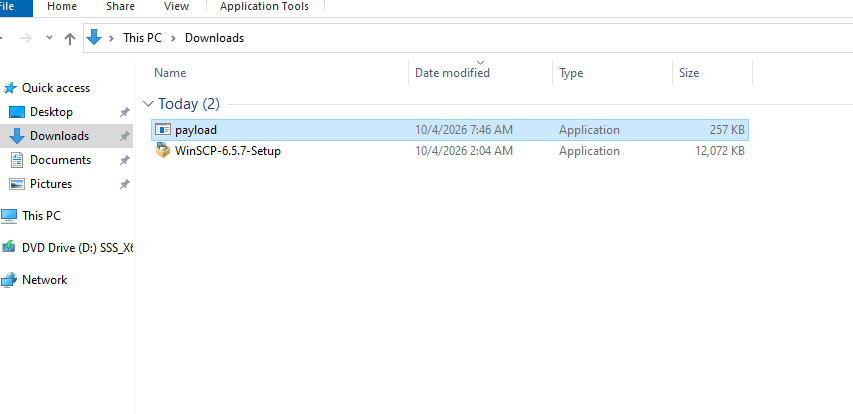 File Home Share View Application Tools
This PC > Downloads
Name Date modified Type Size
Quick access
Today (2)
Desktop
payload 10/4/2026 7:46 AM Application 257 KB
Downloads
WinSCP-6.5.7-Setup 10/4/2026 2:04 AM Application 12,072 KB
Documents
Pictures
This PC
DVD Drive (D:) SSS_X6
Network